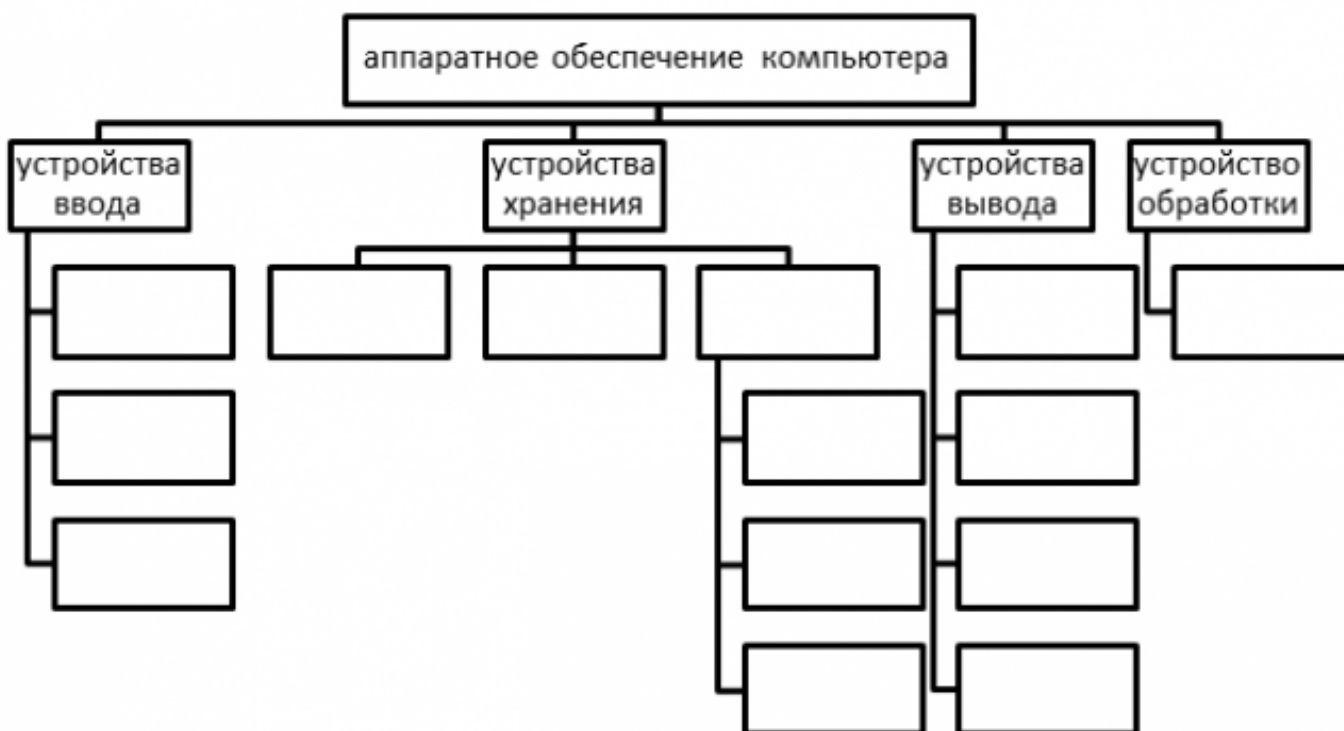 аппаратное обеспечение компьютера
устройства
ввода
устройства
хранения
устройства
вывода
устройство
обработки